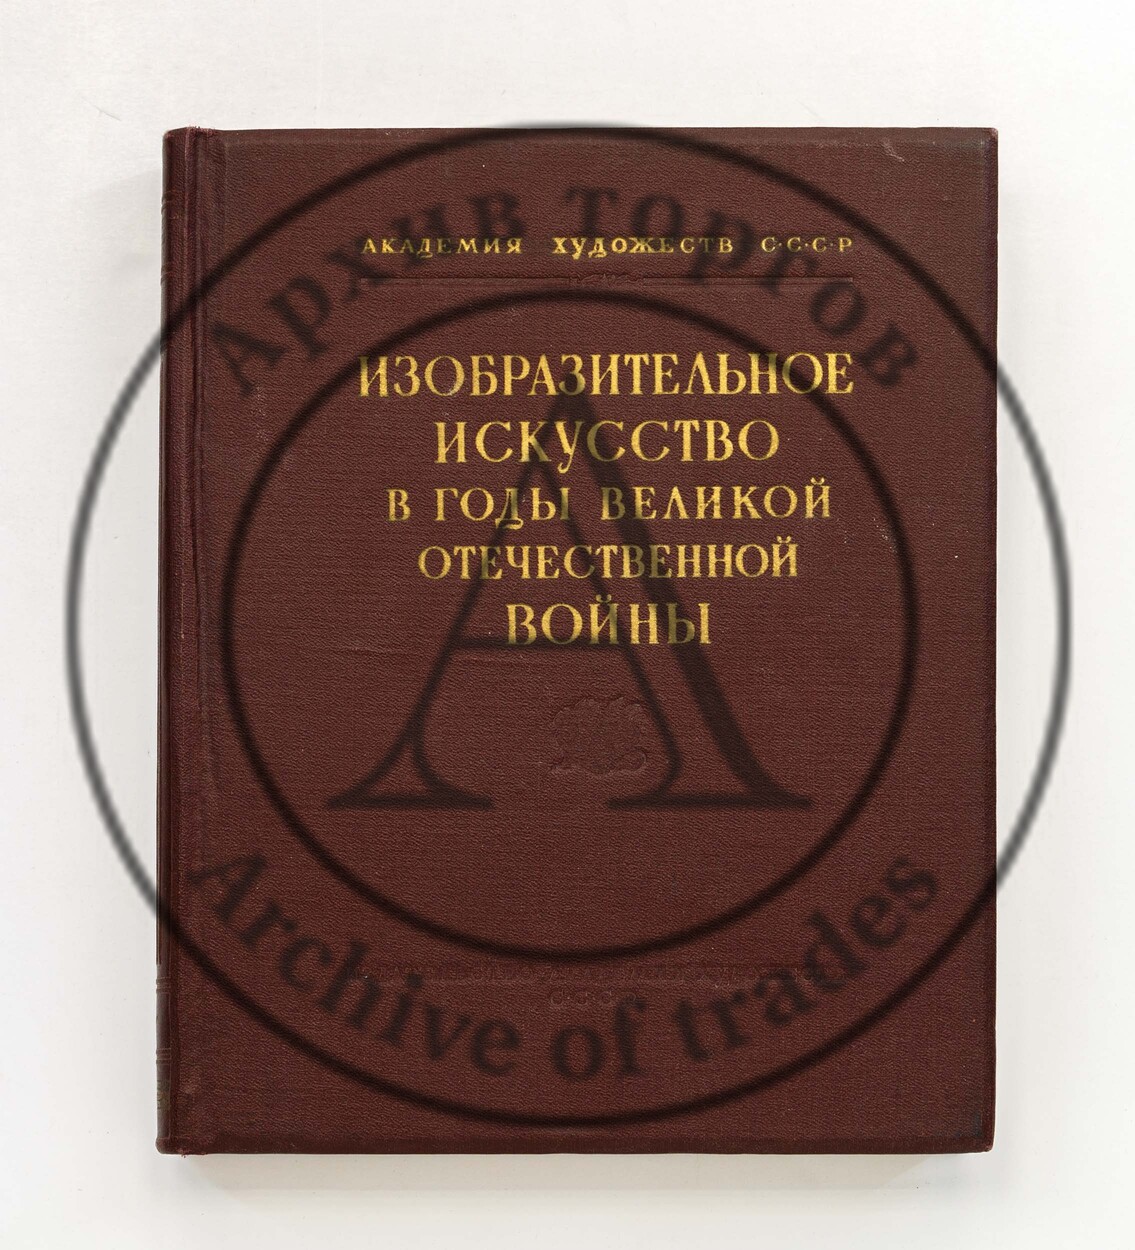 АКАДЕМИЯ ХУДОЖЕСТВ С·С·С·Р
ИЗОБРАЗИТЕЛЬНОЕ
ИСКУССТВО
В ГОДЫ ВЕЛИКОЙ
ОТЕЧЕСТВЕННОЙ
ВОЙНЫ
Архив торгов
А
Archive of trades